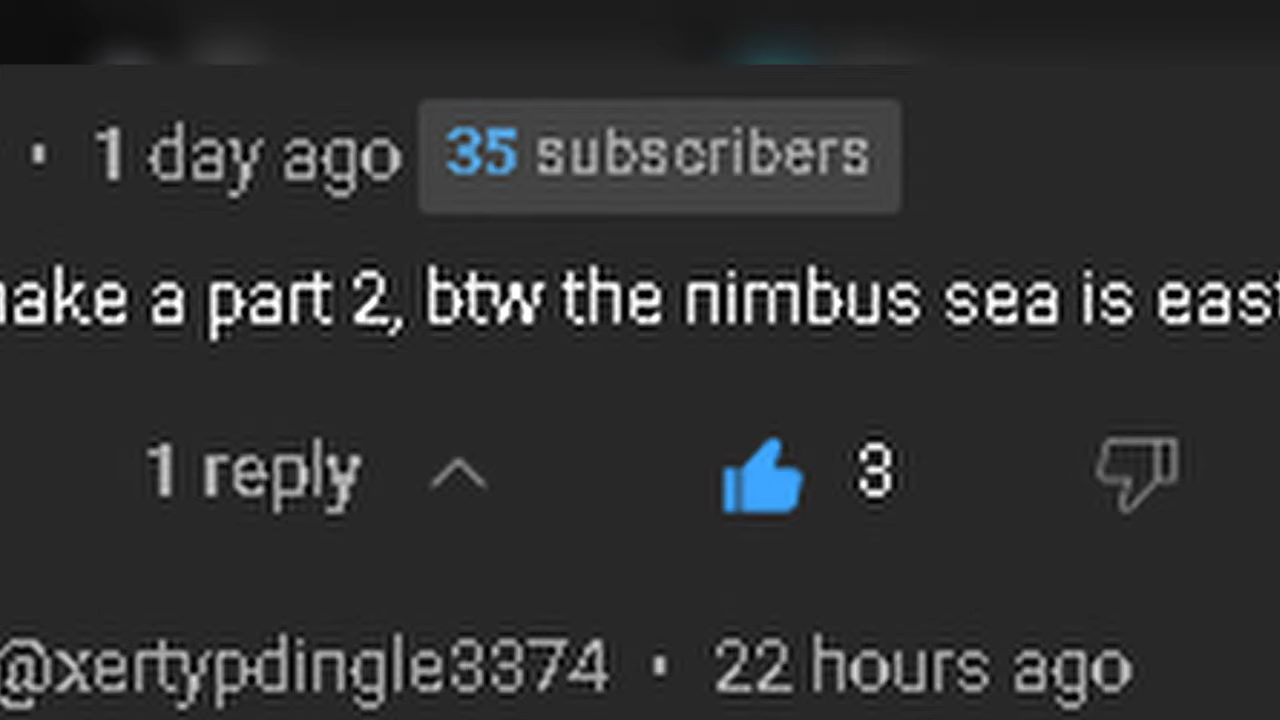 · 1 day ago 35 subscribers
make a part 2, btw the nimbus sea is east
1 reply 3
@xertypdingle3374 · 22 hours ago